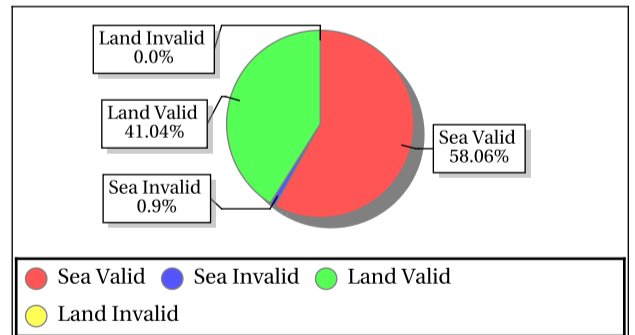 Land Invalid
0.0%
Land Valid
41.04%
Sea Valid
58.06%
Sea Invalid
0.9%
Sea Valid Sea Invalid Land Valid
Land Invalid